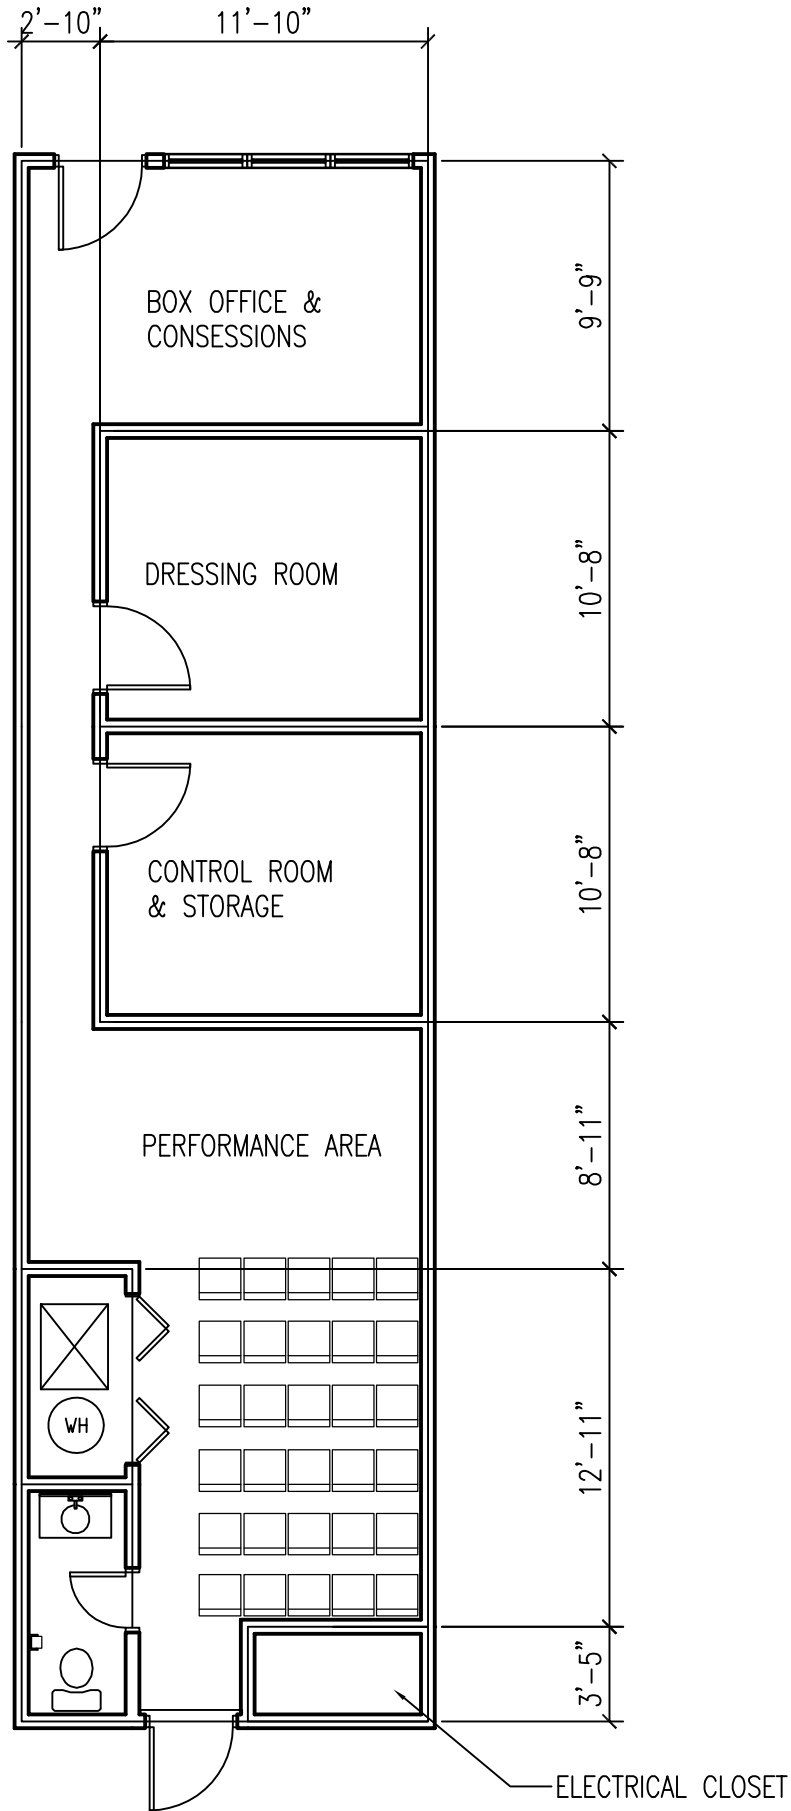 2'-10" 11'-10"
9'-9"
BOX OFFICE &
CONSESSIONS
10'-8"
DRESSING ROOM
10'-8"
CONTROL ROOM
& STORAGE
8'-11"
PERFORMANCE AREA
12'-11"
WH
3'-5"
ELECTRICAL CLOSET